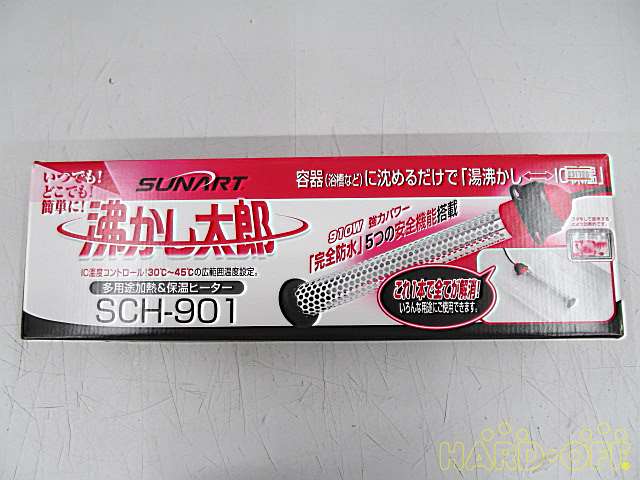 いつでも!
どこでも!
簡単に!
SUNART
沸かし太郎
IC温度コントロール!30℃〜45℃の広範囲温度設定。
多用途加熱&保温ヒーター
SCH-901
容器(浴槽など)に沈めるだけで「湯沸かし
910W 強力パワー
「完全防水」5つの安全機能搭載
これ1本で全てが解消!
いろんな用途にご使用できます。
HARD-OFF